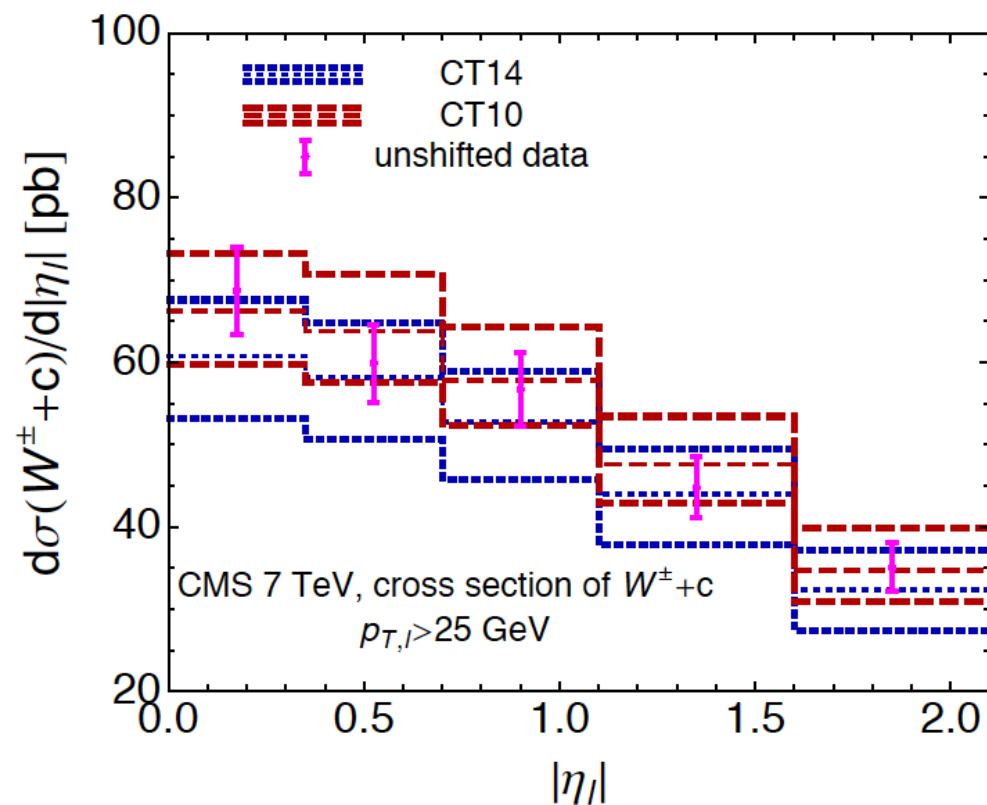 100
80
60
40
20
dσ(W±+c)/d|ηl| [pb]
CT14
CT10
unshifted data
CMS 7 TeV, cross section of W±+c
pT,l>25 GeV
0.0 0.5 1.0 1.5 2.0
|ηl|